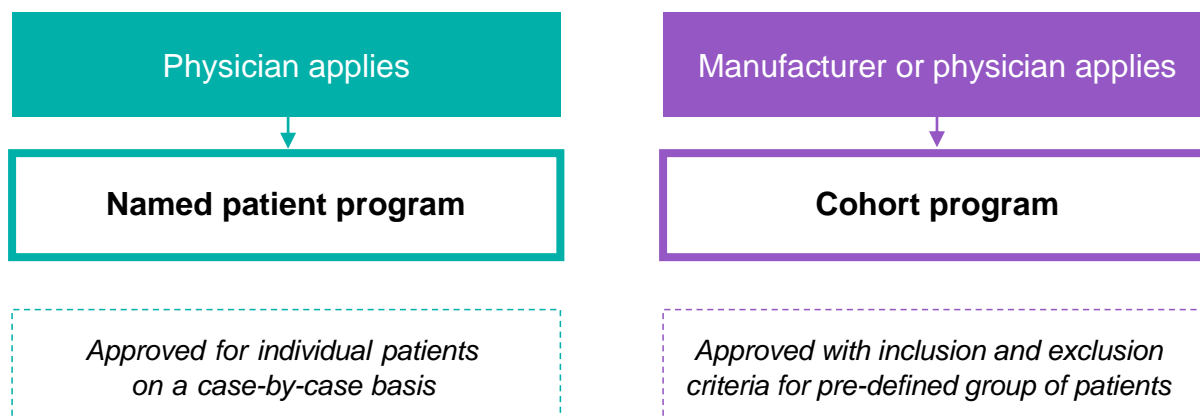 Physician applies
Named patient program
Approved for individual patients
on a case-by-case basis
Manufacturer or physician applies
Cohort program
Approved with inclusion and exclusion
criteria for pre-defined group of patients